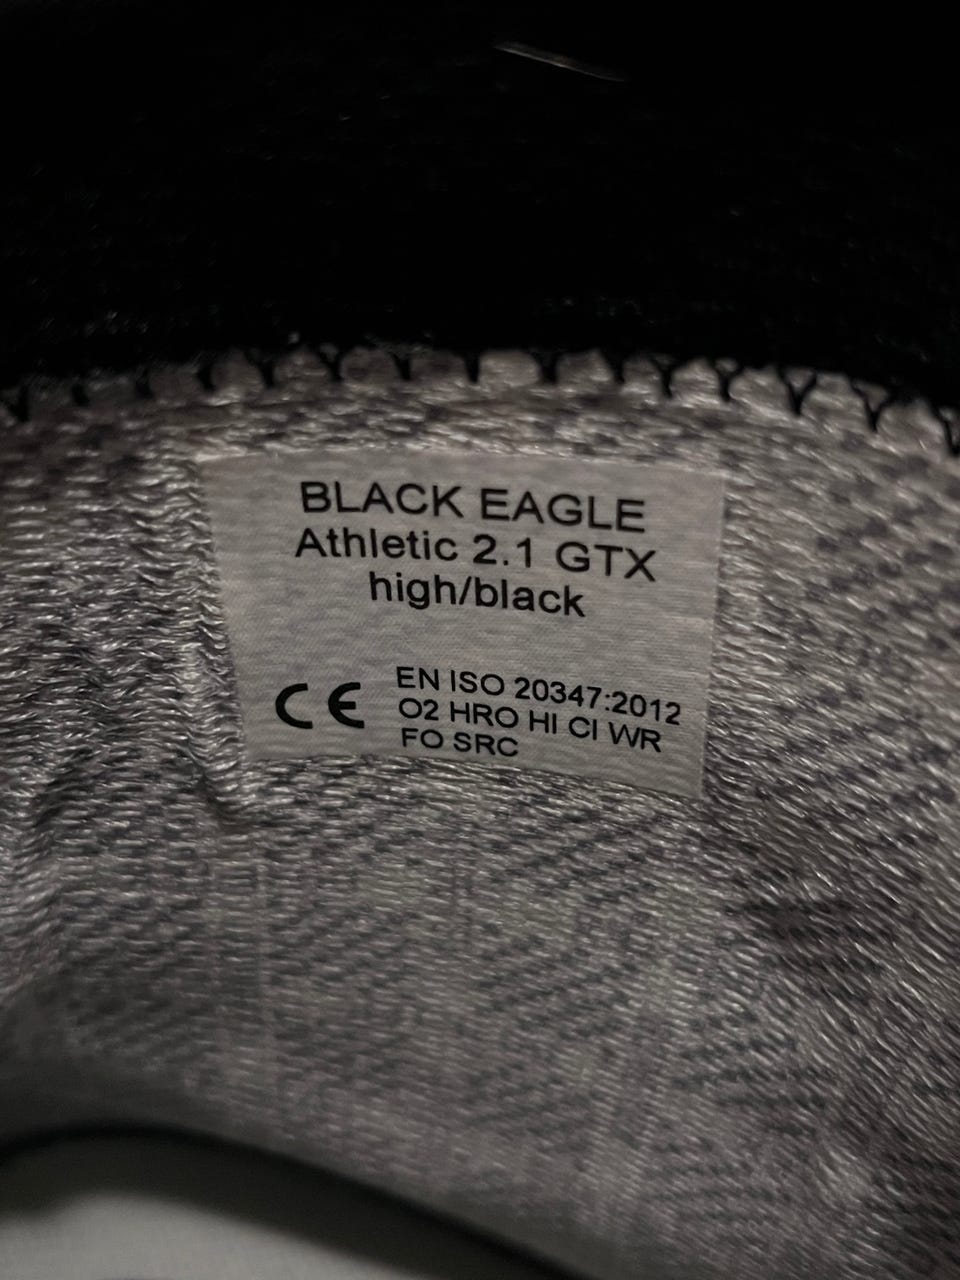 BLACK EAGLE
Athletic 2.1 GTX
high/black
CE
EN ISO 20347:2012
O2 HRO HI CI WR
FO SRC